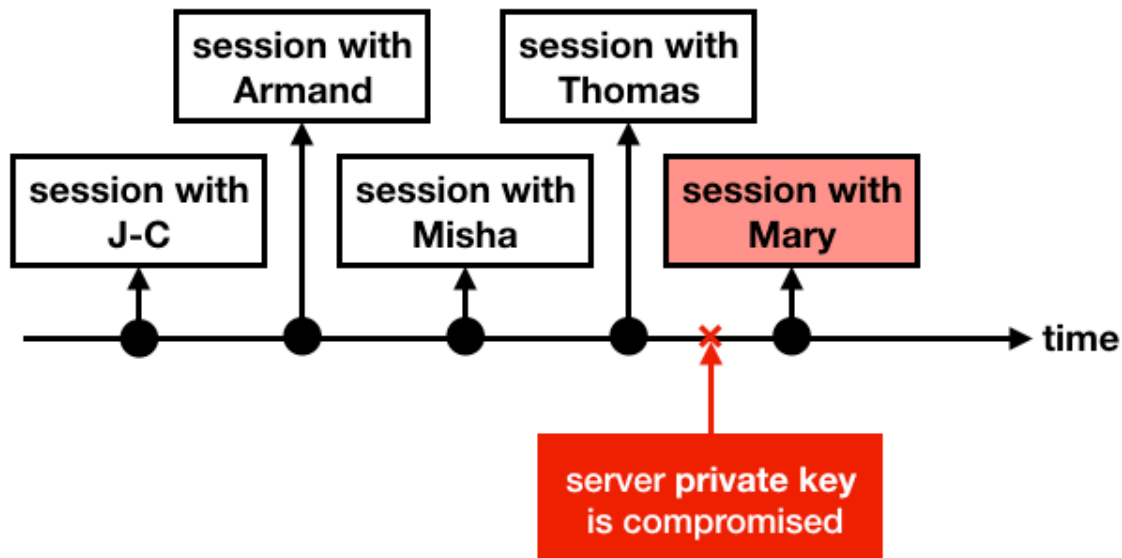 session with
Armand
session with
Thomas
session with
J-C
session with
Misha
session with
Mary
time
server private key
is compromised